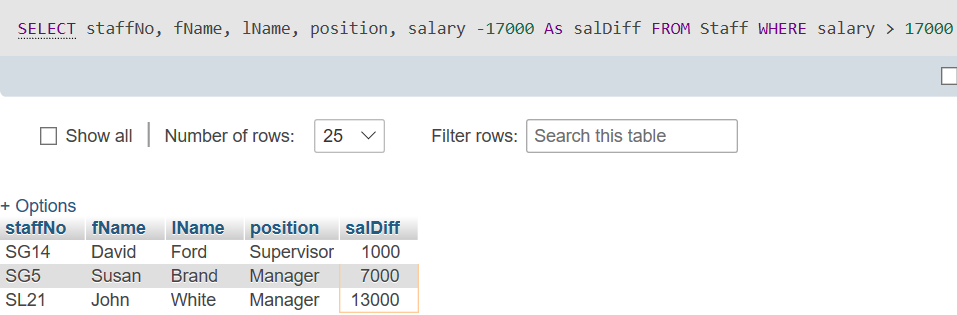 SELECT staffNo, fName, lName, position, salary -17000 As salDiff FROM Staff WHERE salary > 17000
Show all Number of rows: 25 Filter rows: Search this table
+ Options
staffNo fName lName position salDiff
SG14 David Ford Supervisor 1000
SG5 Susan Brand Manager 7000
SL21 John White Manager 13000